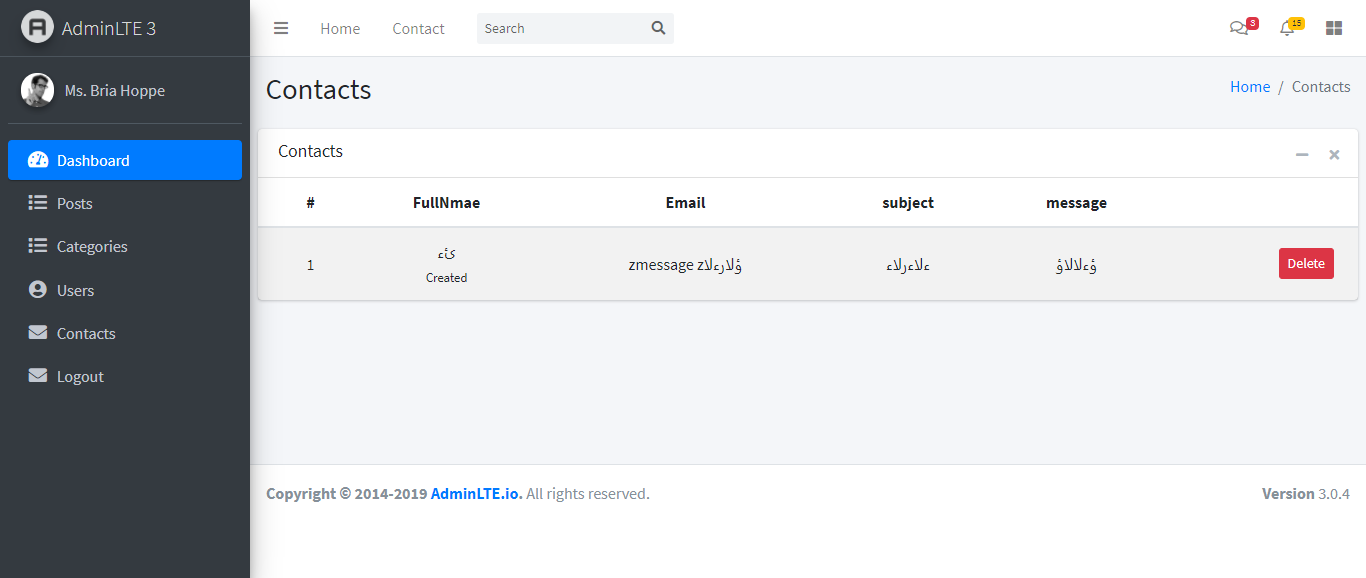 AdminLTE 3
Home Contact Search 3 15
Ms. Bria Hoppe
Contacts
Home / Contacts
Dashboard
Posts
Categories
Users
Contacts
Logout
Contacts
# FullNmae Email subject message
1 ئىء zmessage zؤلارءلا ءلاءرلاء ؤءلالاؤ Delete
Created
Copyright © 2014-2019 AdminLTE.io. All rights reserved.
Version 3.0.4